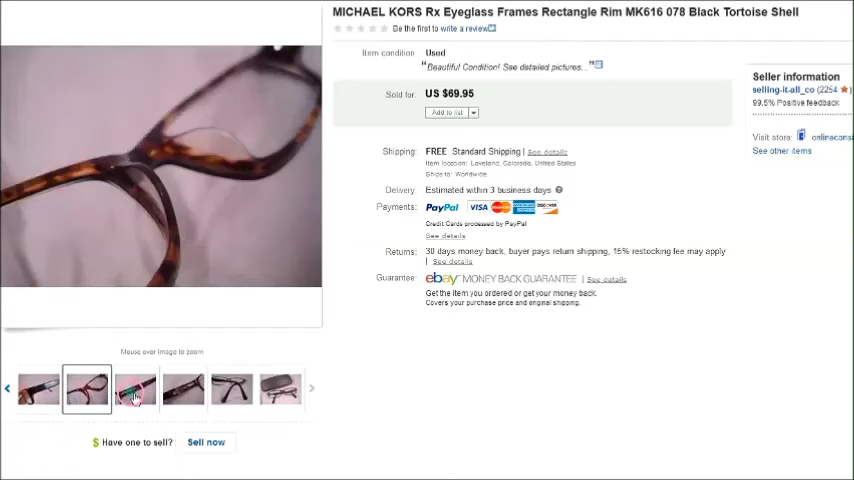 MICHAEL KORS Rx Eyeglass Frames Rectangle Rim MK616 078 Black Tortoise Shell
Be the first to write a review
Item condition: Used
"Beautiful Condition! See detailed pictures..."
Sold for: US $69.95
Add to list
Shipping: FREE Standard Shipping | See details
Item location: Loveland, Colorado, United States
Ships to: Worldwide
Delivery: Estimated within 3 business days
Payments: PayPal VISA MasterCard DISCOVER
Credit Cards processed by PayPal
See details
Returns: 30 days money back, buyer pays return shipping, 15% restocking fee may apply
| See details
Guarantee: ebay MONEY BACK GUARANTEE | See details
Get the item you ordered or get your money back.
Covers your purchase price and original shipping.
Seller information
selling-it-all_co (2254
99.5% Positive feedback
Visit store: onlineconsi
See other items
Mouse over image to zoom
$ Have one to sell? Sell now